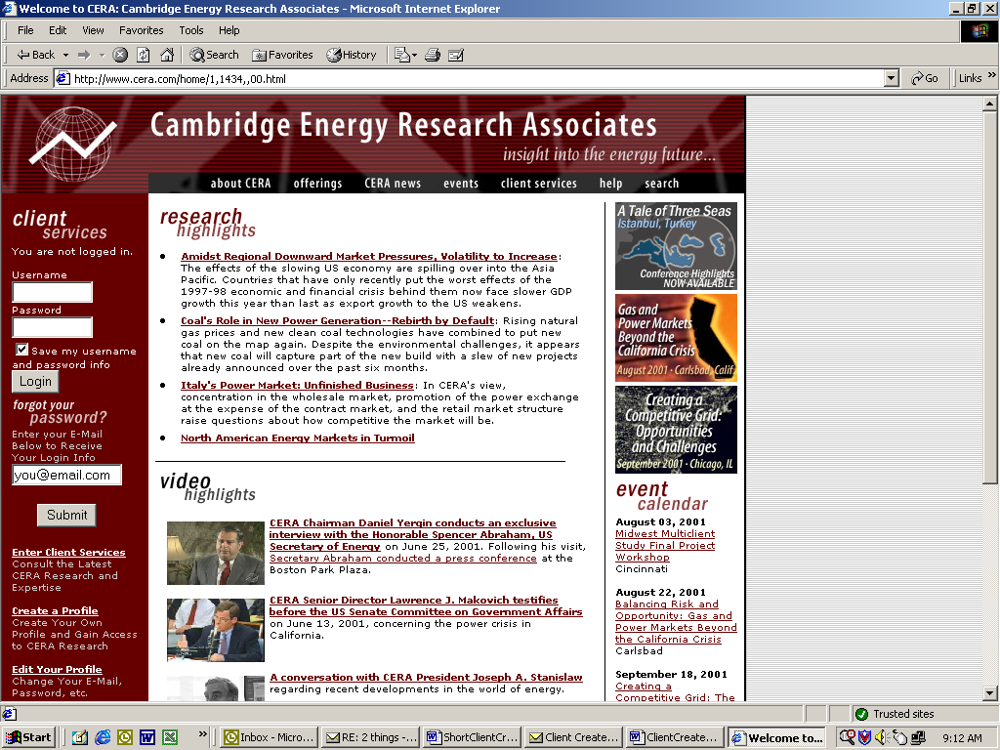 Welcome to CERA: Cambridge Energy Research Associates - Microsoft Internet Explorer
File Edit View Favorites Tools Help
Back Search Favorites History
Address http://www.cera.com/home/1,1434,,00.html Go Links »
Cambridge Energy Research Associates
insight into the energy future...
about CERA offerings CERA news events client services help search
client
services
You are not logged in.
Username
Password
Save my username
and password info
Login
forgot your
password?
Enter your E-Mail
Below to Receive
Your Login Info
you@email.com
Submit
Enter Client Services
Consult the Latest
CERA Research and
Expertise
Create a Profile
Create Your Own
Profile and Gain Access
to CERA Research
Edit Your Profile
Change Your E-Mail,
Password, etc.
research
highlights
• Amidst Regional Downward Market Pressures, Volatility to Increase:
The effects of the slowing US economy are spilling over into the Asia
Pacific. Countries that have only recently put the worst effects of the
1997-98 economic and financial crisis behind them now face slower GDP
growth this year than last as export growth to the US weakens.
• Coal's Role in New Power Generation--Rebirth by Default: Rising natural
gas prices and new clean coal technologies have combined to put new
coal on the map again. Despite the environmental challenges, it appears
that new coal will capture part of the new build with a slew of new projects
already announced over the past six months.
• Italy's Power Market: Unfinished Business: In CERA's view,
concentration in the wholesale market, promotion of the power exchange
at the expense of the contract market, and the retail market structure
raise questions about how competitive the market will be.
• North American Energy Markets in Turmoil
video
highlights
CERA Chairman Daniel Yergin conducts an exclusive
interview with the Honorable Spencer Abraham, US
Secretary of Energy on June 25, 2001. Following his visit,
Secretary Abraham conducted a press conference at the
Boston Park Plaza.
CERA Senior Director Lawrence J. Makovich testifies
before the US Senate Committee on Government Affairs
on June 13, 2001, concerning the power crisis in
California.
A conversation with CERA President Joseph A. Stanislaw
regarding recent developments in the world of energy.
A Tale of Three Seas
Istanbul, Turkey
Conference Highlights
NOW AVAILABLE
Gas and
Power Markets
Beyond the
California Crisis
August 2001 · Carlsbad, Calif.
Creating a
Competitive Grid:
Opportunities
and Challenges
September 2001 · Chicago, IL
event
calendar
August 03, 2001
Midwest Multiclient
Study Final Project
Workshop
Cincinnati
August 22, 2001
Balancing Risk and
Opportunity: Gas and
Power Markets Beyond
the California Crisis
Carlsbad
September 18, 2001
Creating a
Competitive Grid: The
Trusted sites
Start » Inbox - Micro... RE: 2 things -... ShortClientCr... Client Create... ClientCreate... Welcome to... 9:12 AM